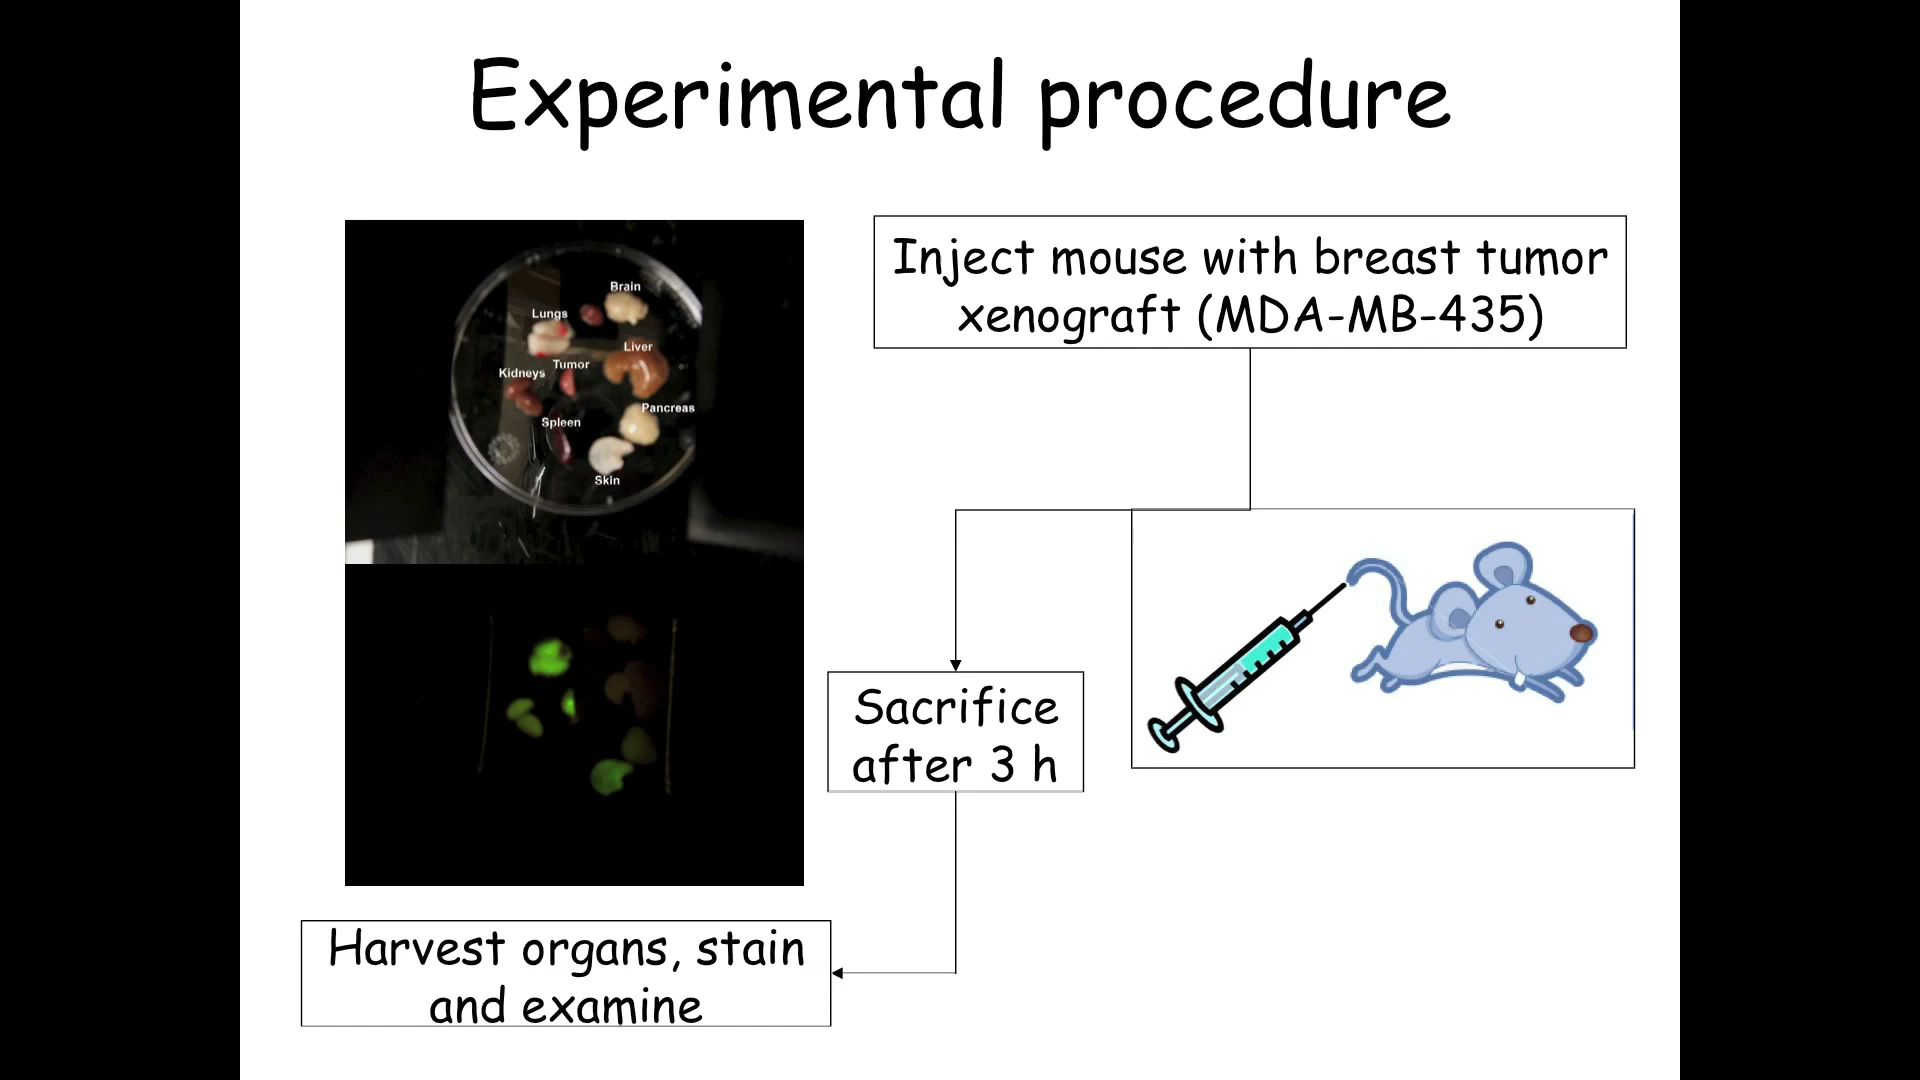 Experimental procedure
Inject mouse with breast tumor
xenograft (MDA-MB-435)
Brain
Lungs
Liver
Tumor
Kidneys
Pancreas
Spleen
Skin
Sacrifice
after 3 h
Harvest organs, stain
and examine